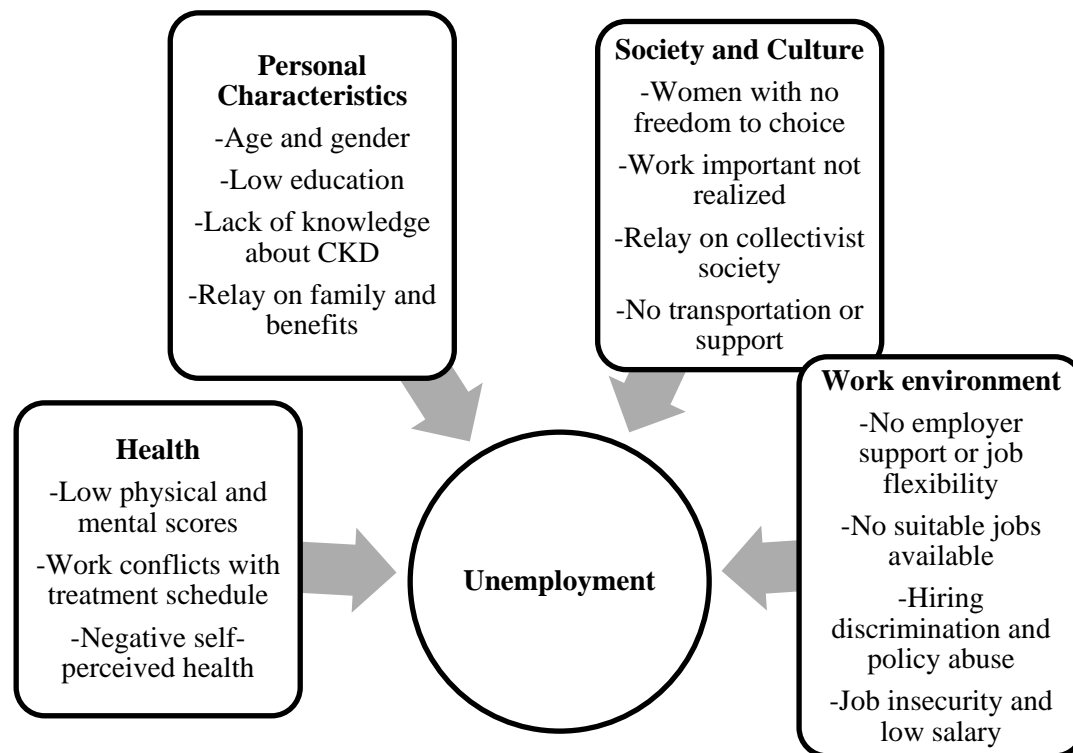 Personal
Characteristics
-Age and gender
-Low education
-Lack of knowledge
about CKD
-Relay on family and
benefits
Society and Culture
-Women with no
freedom to choice
-Work important not
realized
-Relay on collectivist
society
-No transportation or
support
Health
-Low physical and
mental scores
-Work conflicts with
treatment schedule
-Negative self-
perceived health
Unemployment
Work environment
-No employer
support or job
flexibility
-No suitable jobs
available
-Hiring
discrimination and
policy abuse
-Job insecurity and
low salary